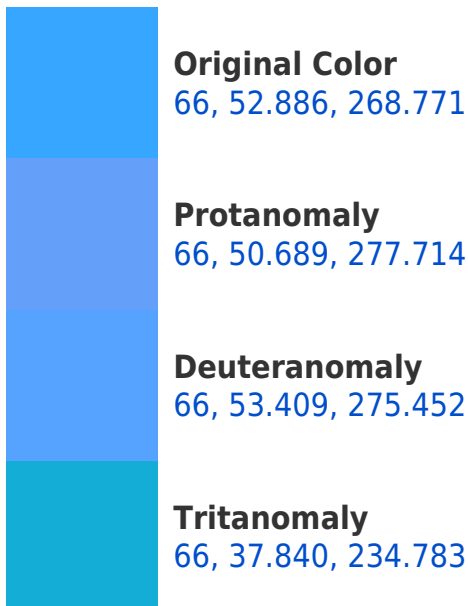 Original Color
66, 52.886, 268.771
Protanomaly
66, 50.689, 277.714
Deuteranomaly
66, 53.409, 275.452
Tritanomaly
66, 37.840, 234.783